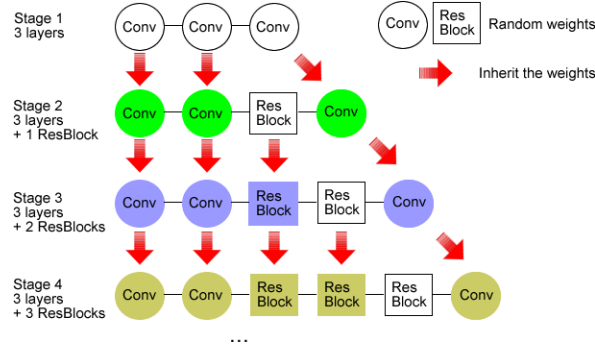 Stage 1
3 layers
Conv
Conv
Conv
Conv
Res
Block
Random weights
Inherit the weights
Stage 2
3 layers
+ 1 ResBlock
Conv
Conv
Res
Block
Conv
Stage 3
3 layers
+ 2 ResBlocks
Conv
Conv
Res
Block
Res
Block
Conv
Stage 4
3 layers
+ 3 ResBlocks
Conv
Conv
Res
Block
Res
Block
Res
Block
Conv
...